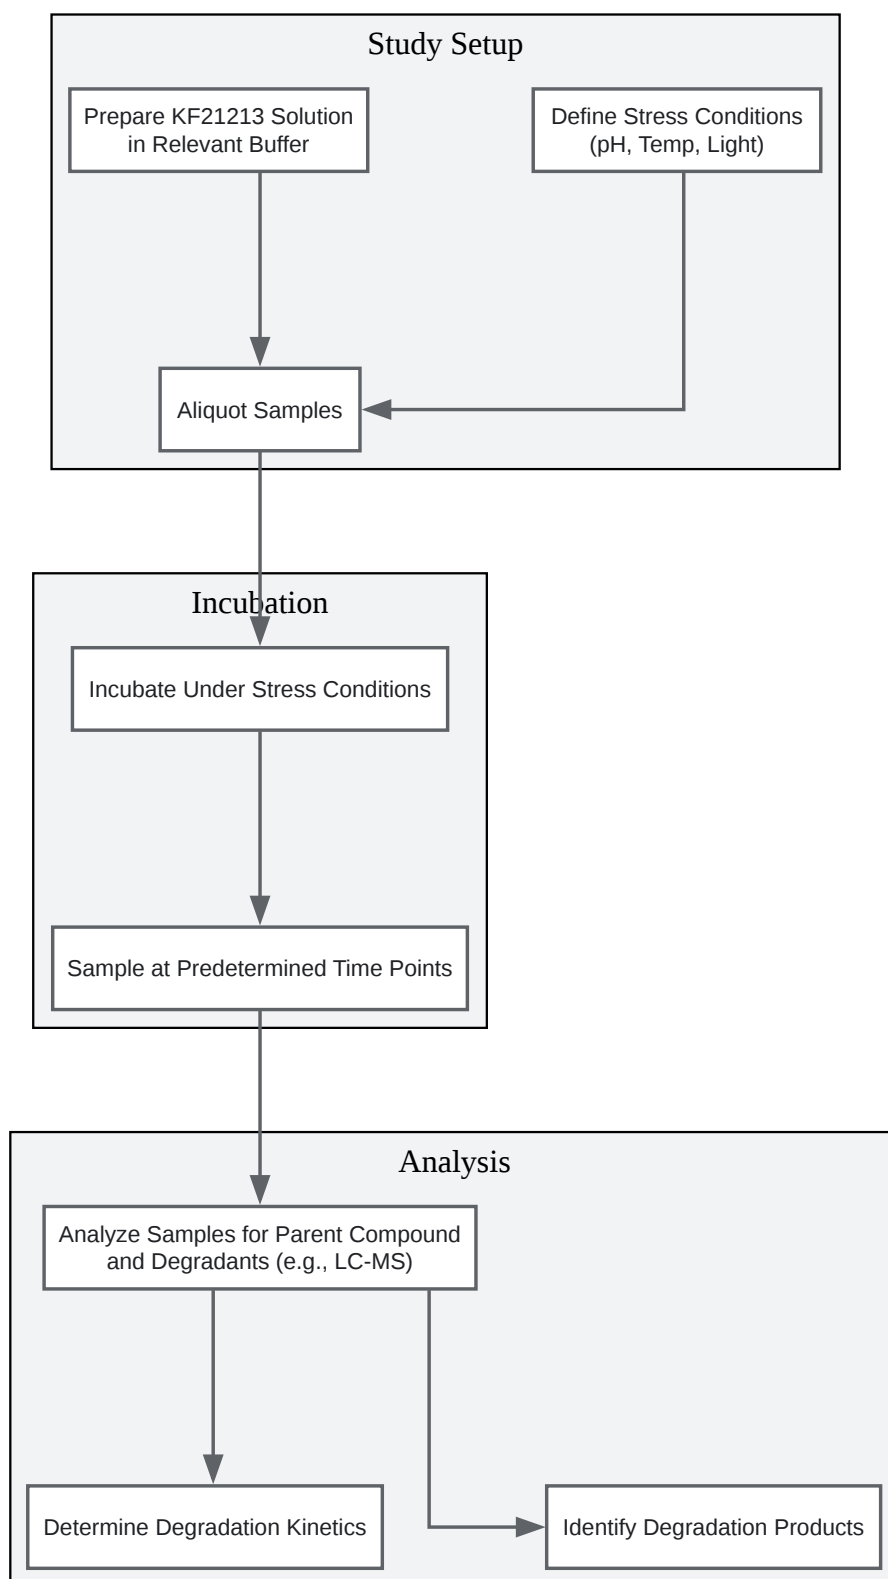 Study Setup
Prepare KF21213 Solution
in Relevant Buffer
Define Stress Conditions
(pH, Temp, Light)
Aliquot Samples
Incubation
Incubate Under Stress Conditions
Sample at Predetermined Time Points
Analysis
Analyze Samples for Parent Compound
and Degradants (e.g., LC-MS)
Determine Degradation Kinetics
Identify Degradation Products